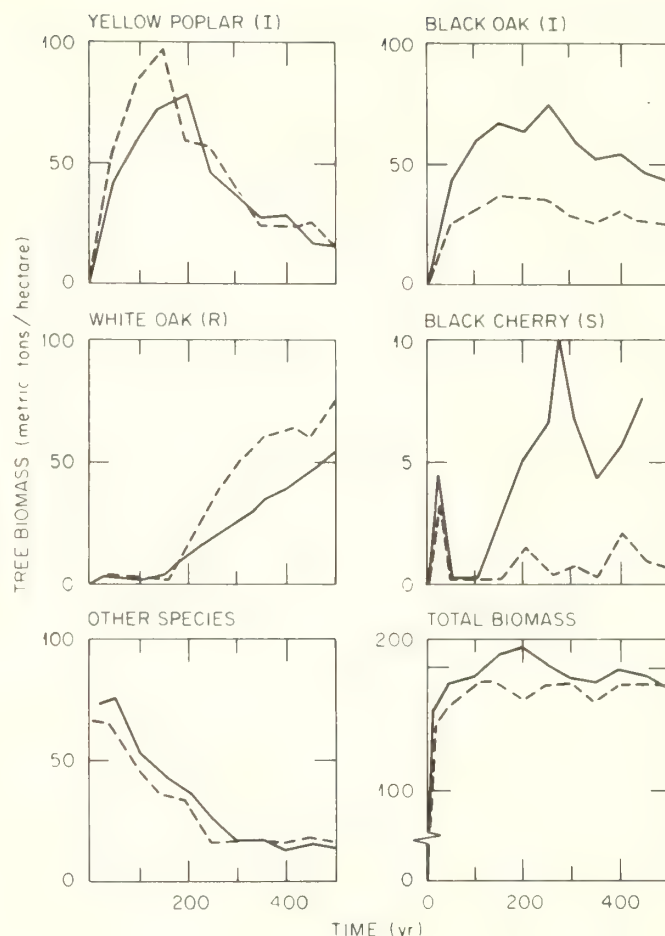 YELLOW POPLAR (I)
BLACK OAK (I)
100
50
0
100
50
0
WHITE OAK (R)
BLACK CHERRY (S)
100
50
0
10
5
0
OTHER SPECIES
TOTAL BIOMASS
100
50
0
200
100
0
200
400
0
200
400
TREE BIOMASS (metric tons/hectare)
TIME (yr)